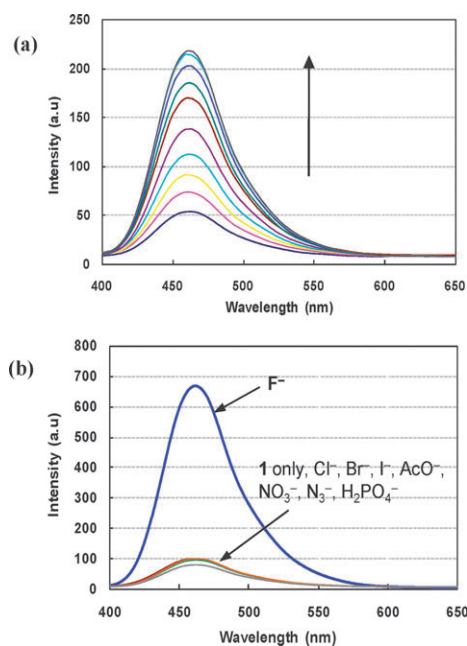 (a)
Intensity (a.u)
250
200
150
100
50
0
400 450 500 550 600 650
Wavelength (nm)
(b)
Intensity (a.u)
800
700
600
500
400
300
200
100
0
F⁻
1 only, Cl⁻, Br⁻, I⁻, AcO⁻,
NO₃⁻, N₃⁻, H₂PO₄⁻
400 450 500 550 600 650
Wavelength (nm)